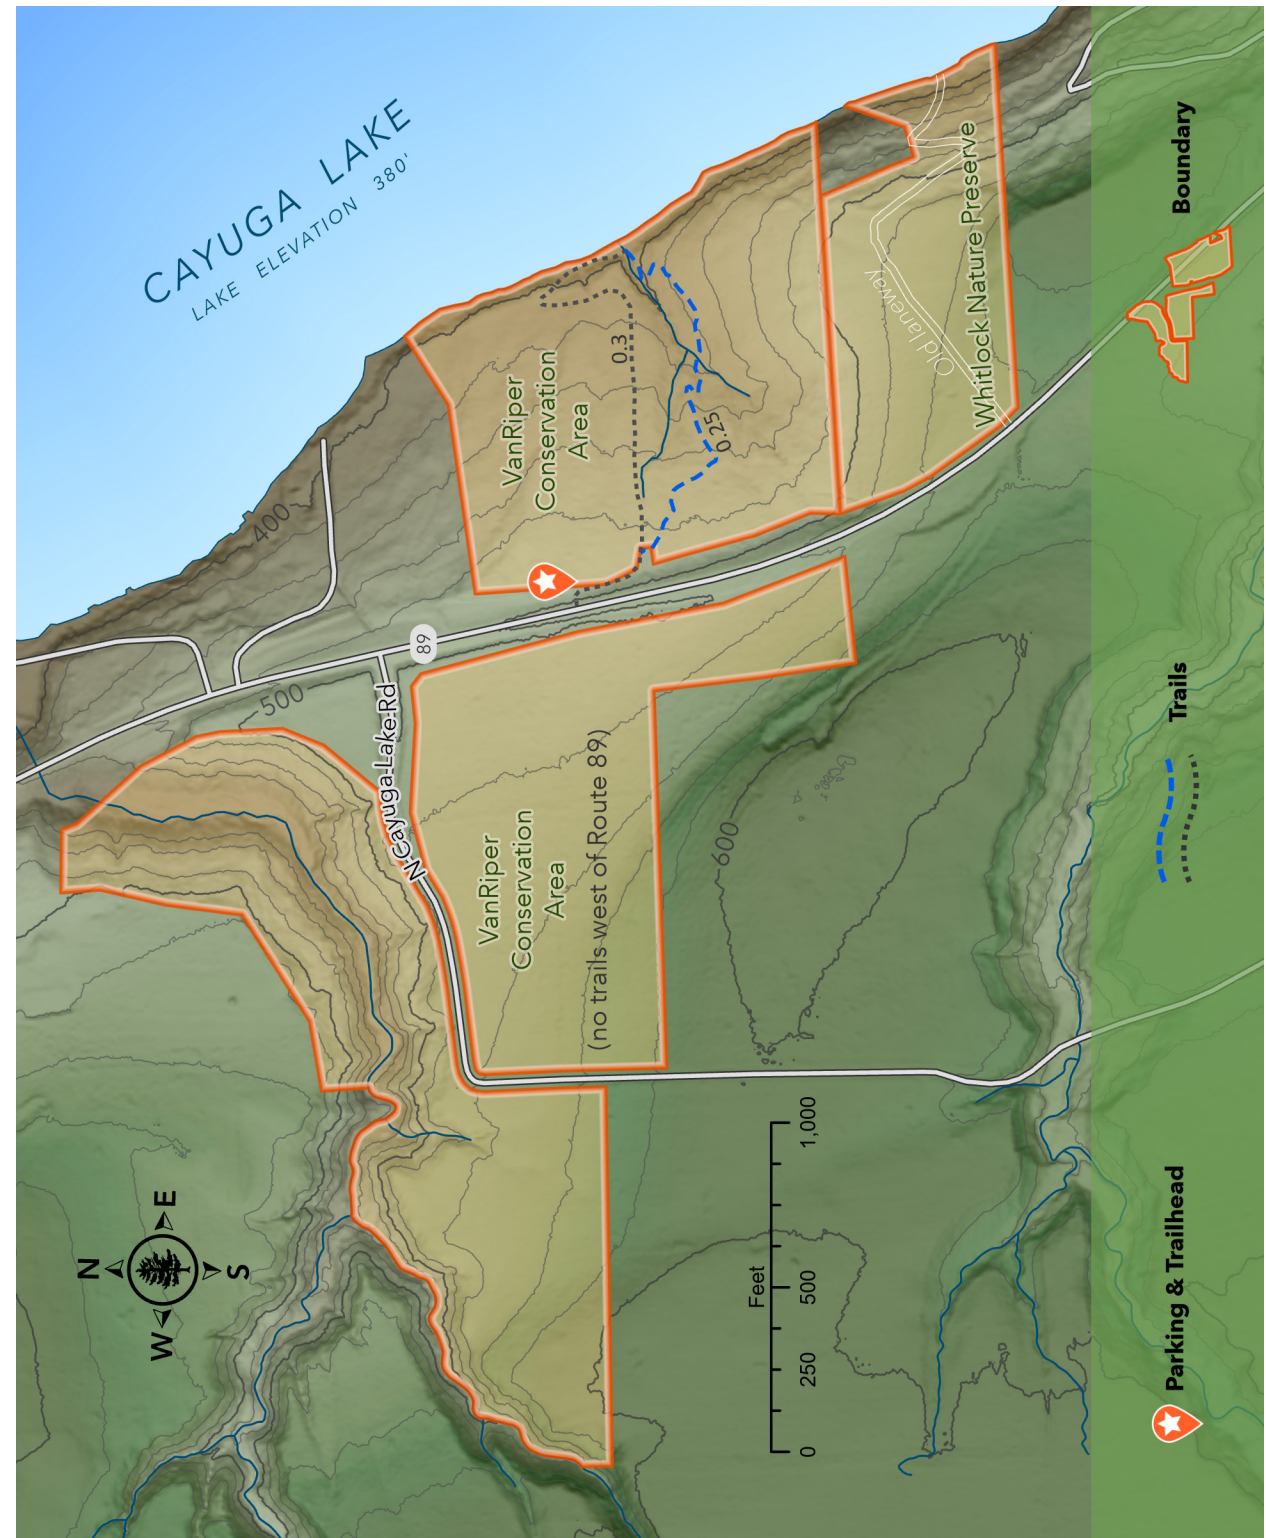 CAYUGA LAKE
LAKE ELEVATION 380'
400
500
89
N Cayuga Lake Rd
VanRiper
Conservation
Area
0.3
0.25
Old laneway
Whitlock Nature Preserve
VanRiper
Conservation
Area
(no trails west of Route 89)
600
N
W
E
S
Feet
0
250
500
1,000
Parking & Trailhead
Trails
Boundary